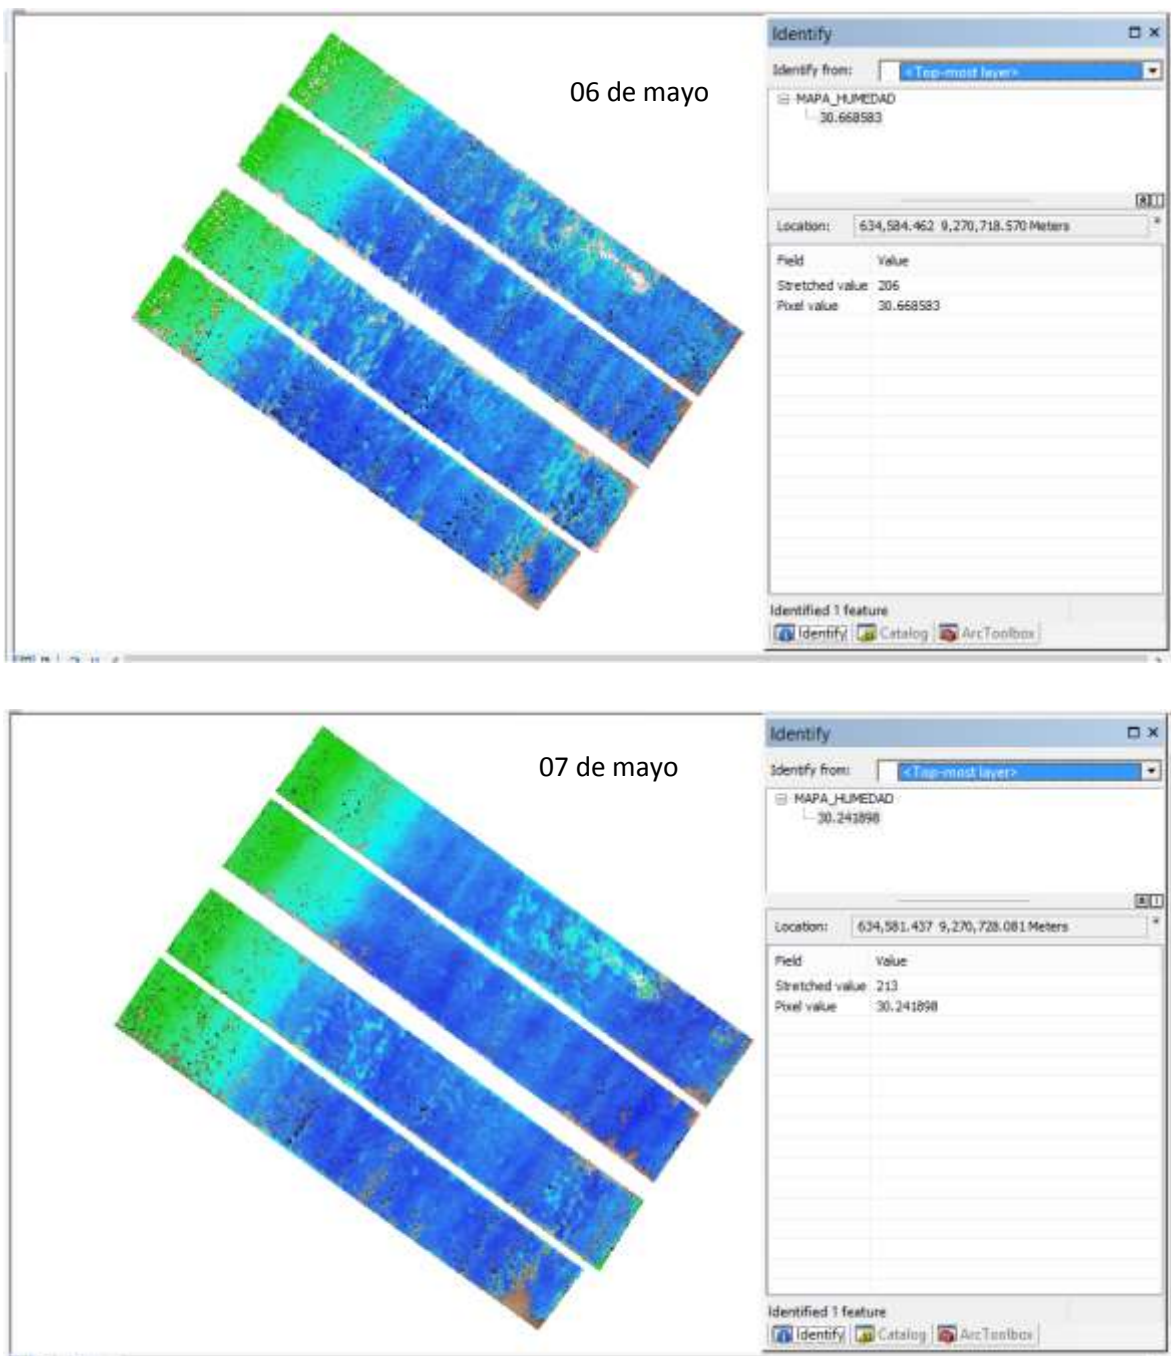 06 de mayo
Identify
Identify from: <Top-most layer>
MAPA_HUMEDAD
30.668583
Location: 634,584.462 9,270,718.570 Meters
Field Value
Stretched value 206
Pixel value 30.668583
Identified 1 feature
Identify Catalog ArcToolbox
07 de mayo
Identify
Identify from: <Top-most layer>
MAPA_HUMEDAD
30.241898
Location: 634,581.437 9,270,728.081 Meters
Field Value
Stretched value 213
Pixel value 30.241898
Identified 1 feature
Identify Catalog ArcToolbox